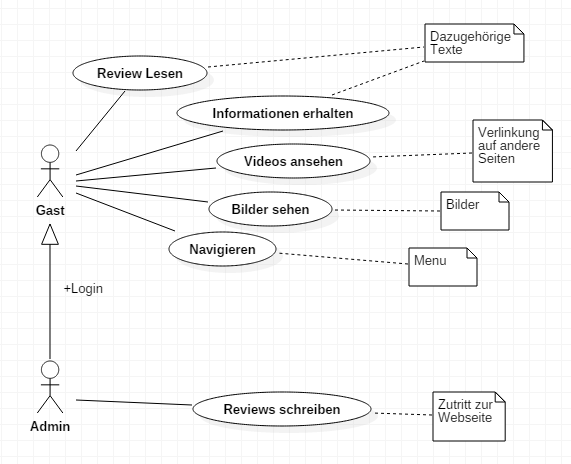 Dazugehörige
Texte
Review Lesen
Informationen erhalten
Verlinkung
auf andere
Seiten
Videos ansehen
Gast
Bilder sehen
Bilder
Navigieren
Menu
+Login
Admin
Reviews schreiben
Zutritt zur
Webseite